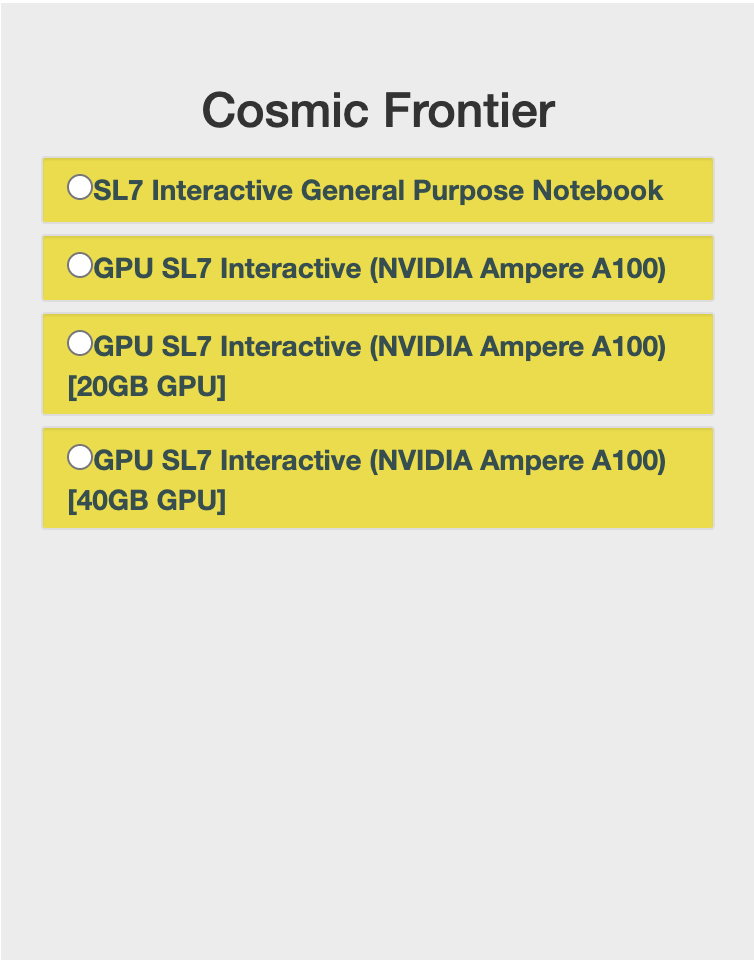 Cosmic Frontier
SL7 Interactive General Purpose Notebook
GPU SL7 Interactive (NVIDIA Ampere A100)
GPU SL7 Interactive (NVIDIA Ampere A100)
[20GB GPU]
GPU SL7 Interactive (NVIDIA Ampere A100)
[40GB GPU]